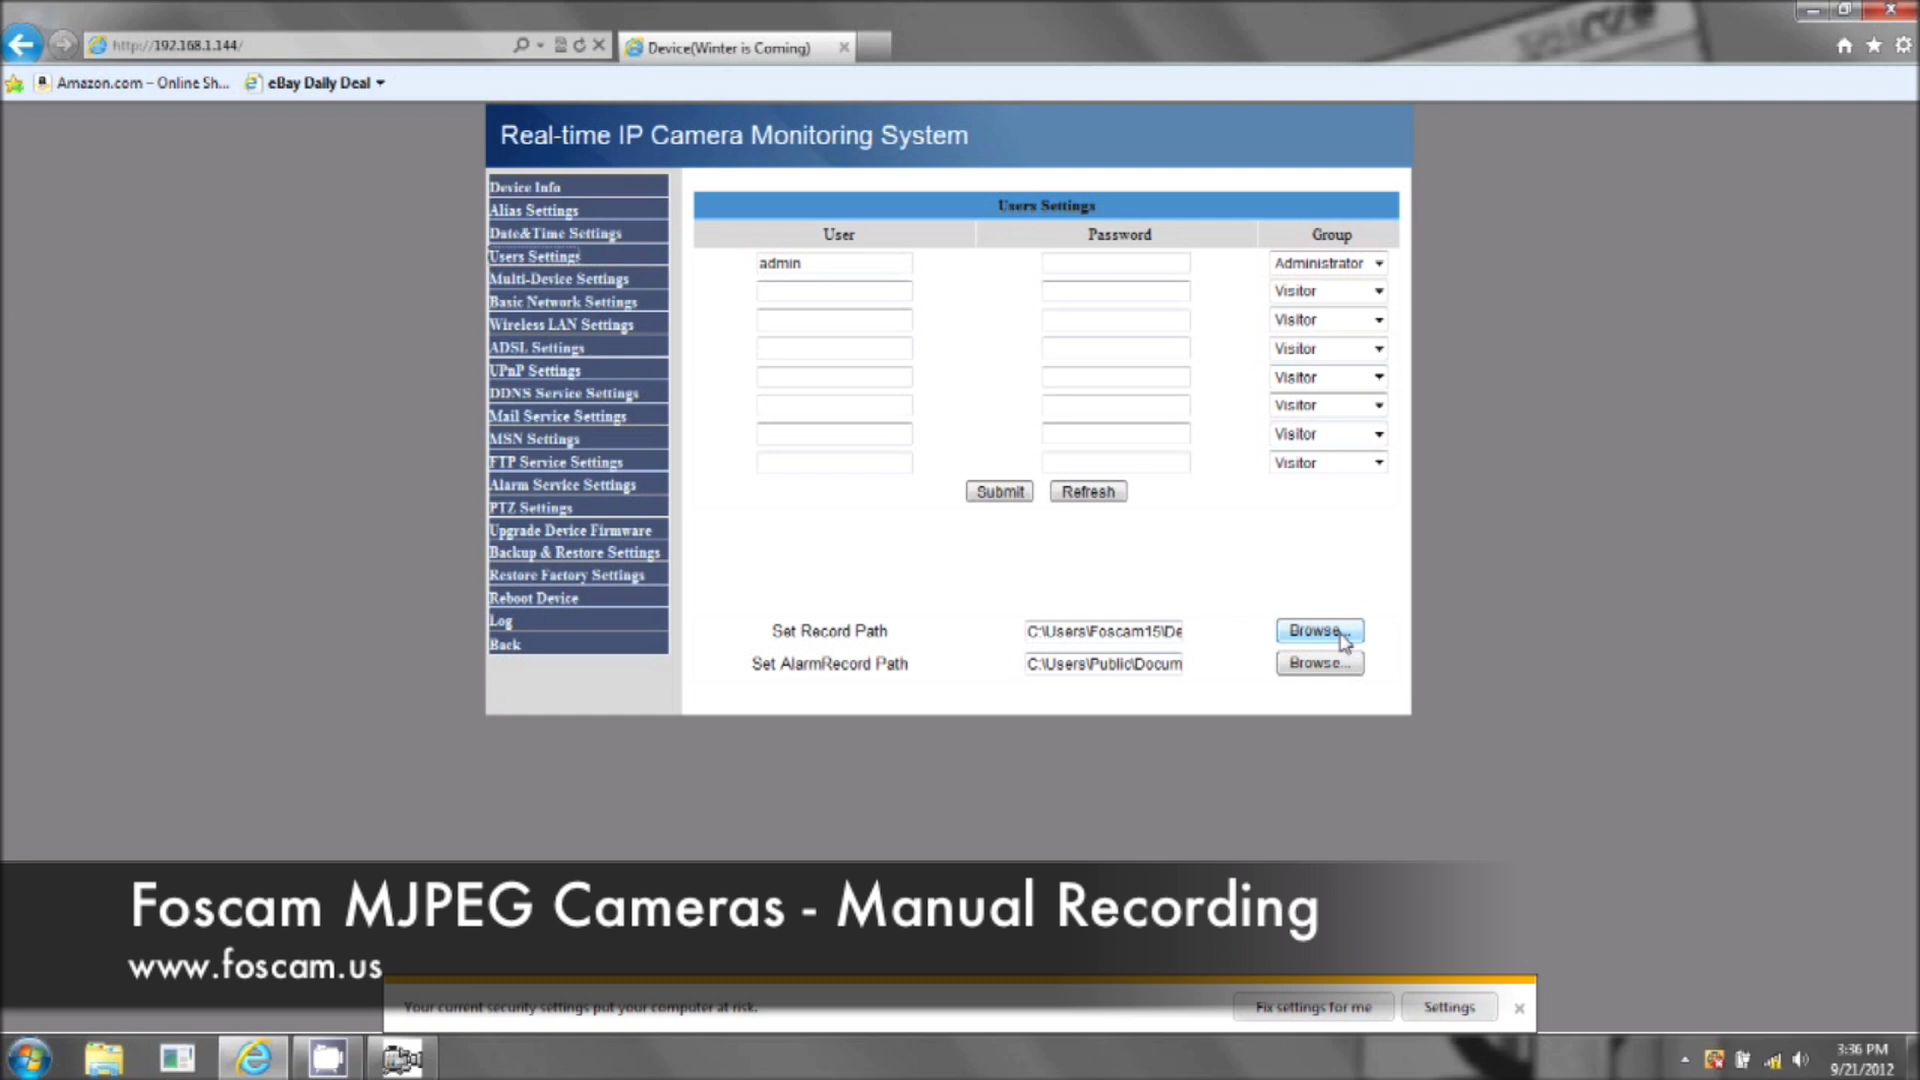 http://192.168.1.144/
Device(Winter is Coming)
Amazon.com – Online Sh...
eBay Daily Deal
Real-time IP Camera Monitoring System
Device Info
Alias Settings
Date&Time Settings
Users Settings
Multi-Device Settings
Basic Network Settings
Wireless LAN Settings
ADSL Settings
UPnP Settings
DDNS Service Settings
Mail Service Settings
MSN Settings
FTP Service Settings
Alarm Service Settings
PTZ Settings
Upgrade Device Firmware
Backup & Restore Settings
Restore Factory Settings
Reboot Device
Log
Back
Users Settings
User Password Group
admin Administrator
Visitor
Visitor
Visitor
Visitor
Visitor
Visitor
Visitor
Submit Refresh
Set Record Path C:\Users\Foscam15\De Browse...
Set AlarmRecord Path C:\Users\Public\Docum Browse...
Foscam MJPEG Cameras - Manual Recording
www.foscam.us
Your current security settings put your computer at risk.
Fix settings for me Settings
3:36 PM
9/21/2012